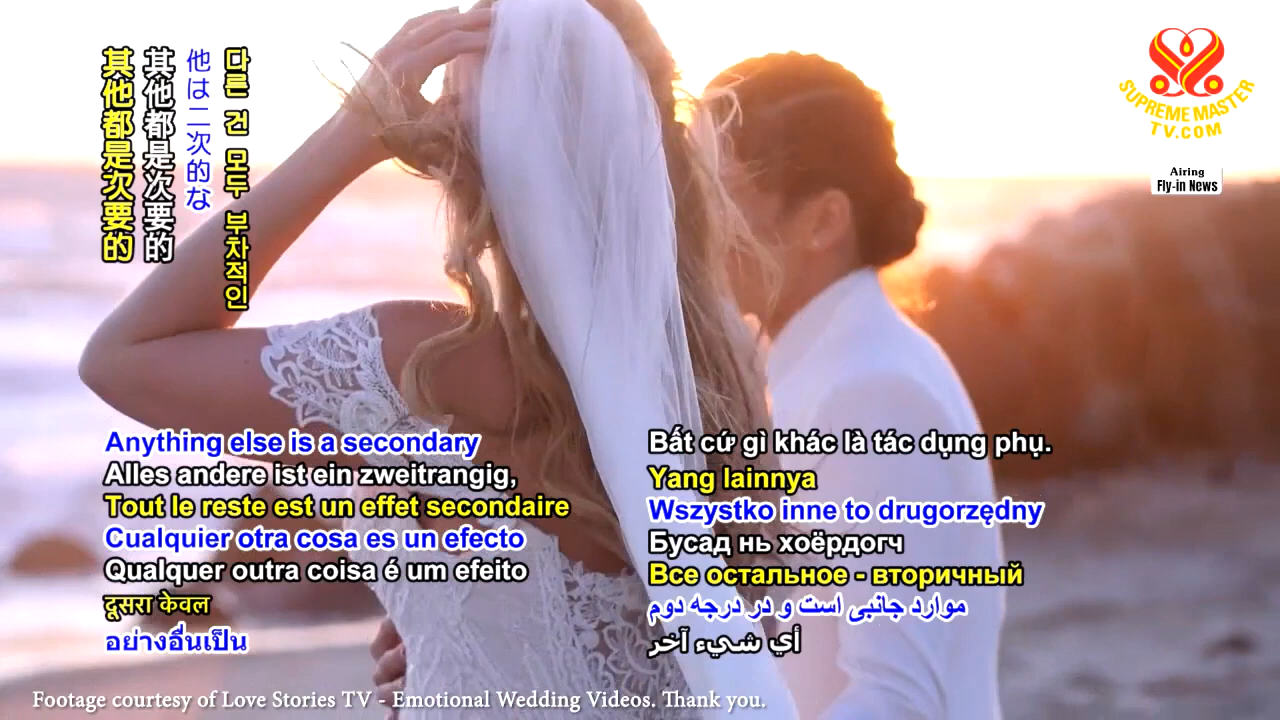 其他都是次要的
其他都是次要的
他は二次的な
다른 건 모두 부차적인
SUPREME MASTER
TV.COM
Airing
Fly-in News
Anything else is a secondary
Alles andere ist ein zweitrangig,
Tout le reste est un effet secondaire
Cualquier otra cosa es un efecto
Qualquer outra coisa é um efeito
दूसरा केवल
อย่างอื่นเป็น
Bất cứ gì khác là tác dụng phụ.
Yang lainnya
Wszystko inne to drugorzędny
Бусад нь хоёрдогч
Все остальное - вторичный
موارد جانبی است و در درجه دوم
أي شيء آخر
Footage courtesy of Love Stories TV - Emotional Wedding Videos. Thank you.